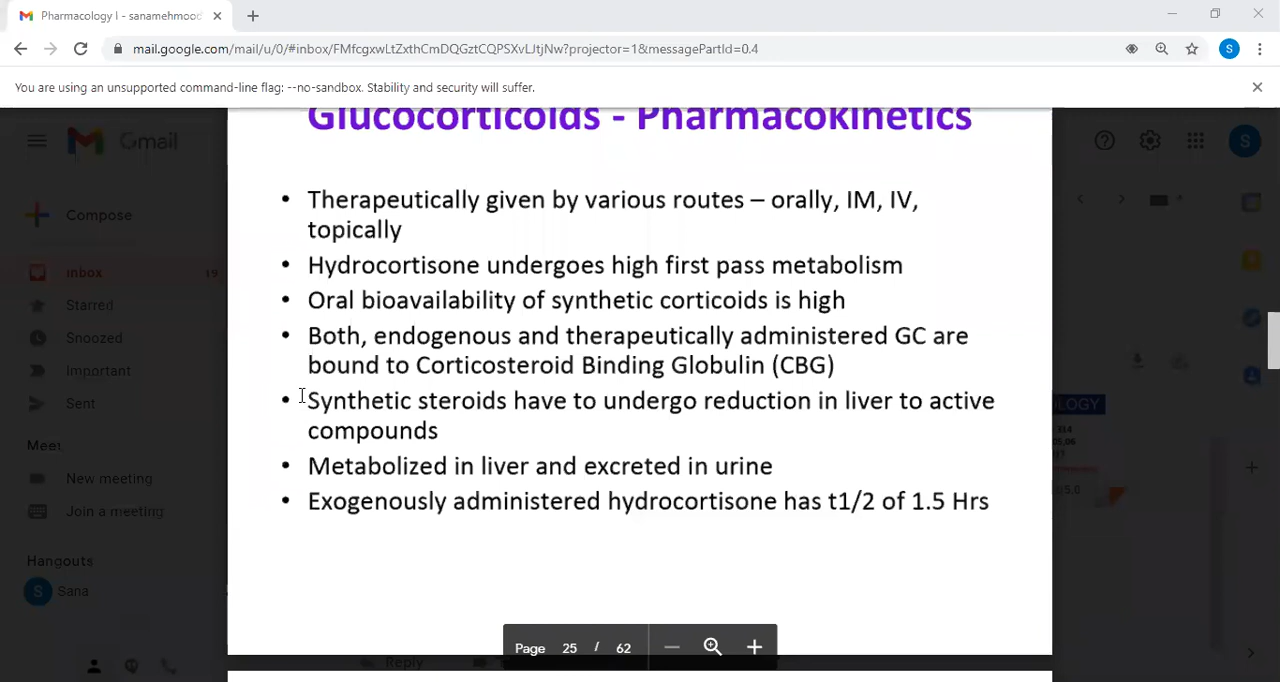 Pharmacology I - sanamehmood
mail.google.com/mail/u/0/#inbox/FMfcgxwLtZxthCmDQGztCQPSXvLJtjNw?projector=1&messagePartId=0.4
S
You are using an unsupported command-line flag: --no-sandbox. Stability and security will suffer.
Gmail
S
Compose
Inbox
19
Starred
Snoozed
Important
Sent
Meet
New meeting
Join a meeting
Hangouts
S
Sana
Glucocorticoids - Pharmacokinetics
• Therapeutically given by various routes – orally, IM, IV,
topically
• Hydrocortisone undergoes high first pass metabolism
• Oral bioavailability of synthetic corticoids is high
• Both, endogenous and therapeutically administered GC are
bound to Corticosteroid Binding Globulin (CBG)
• Synthetic steroids have to undergo reduction in liver to active
compounds
• Metabolized in liver and excreted in urine
• Exogenously administered hydrocortisone has t1/2 of 1.5 Hrs
Page 25 / 62
Reply